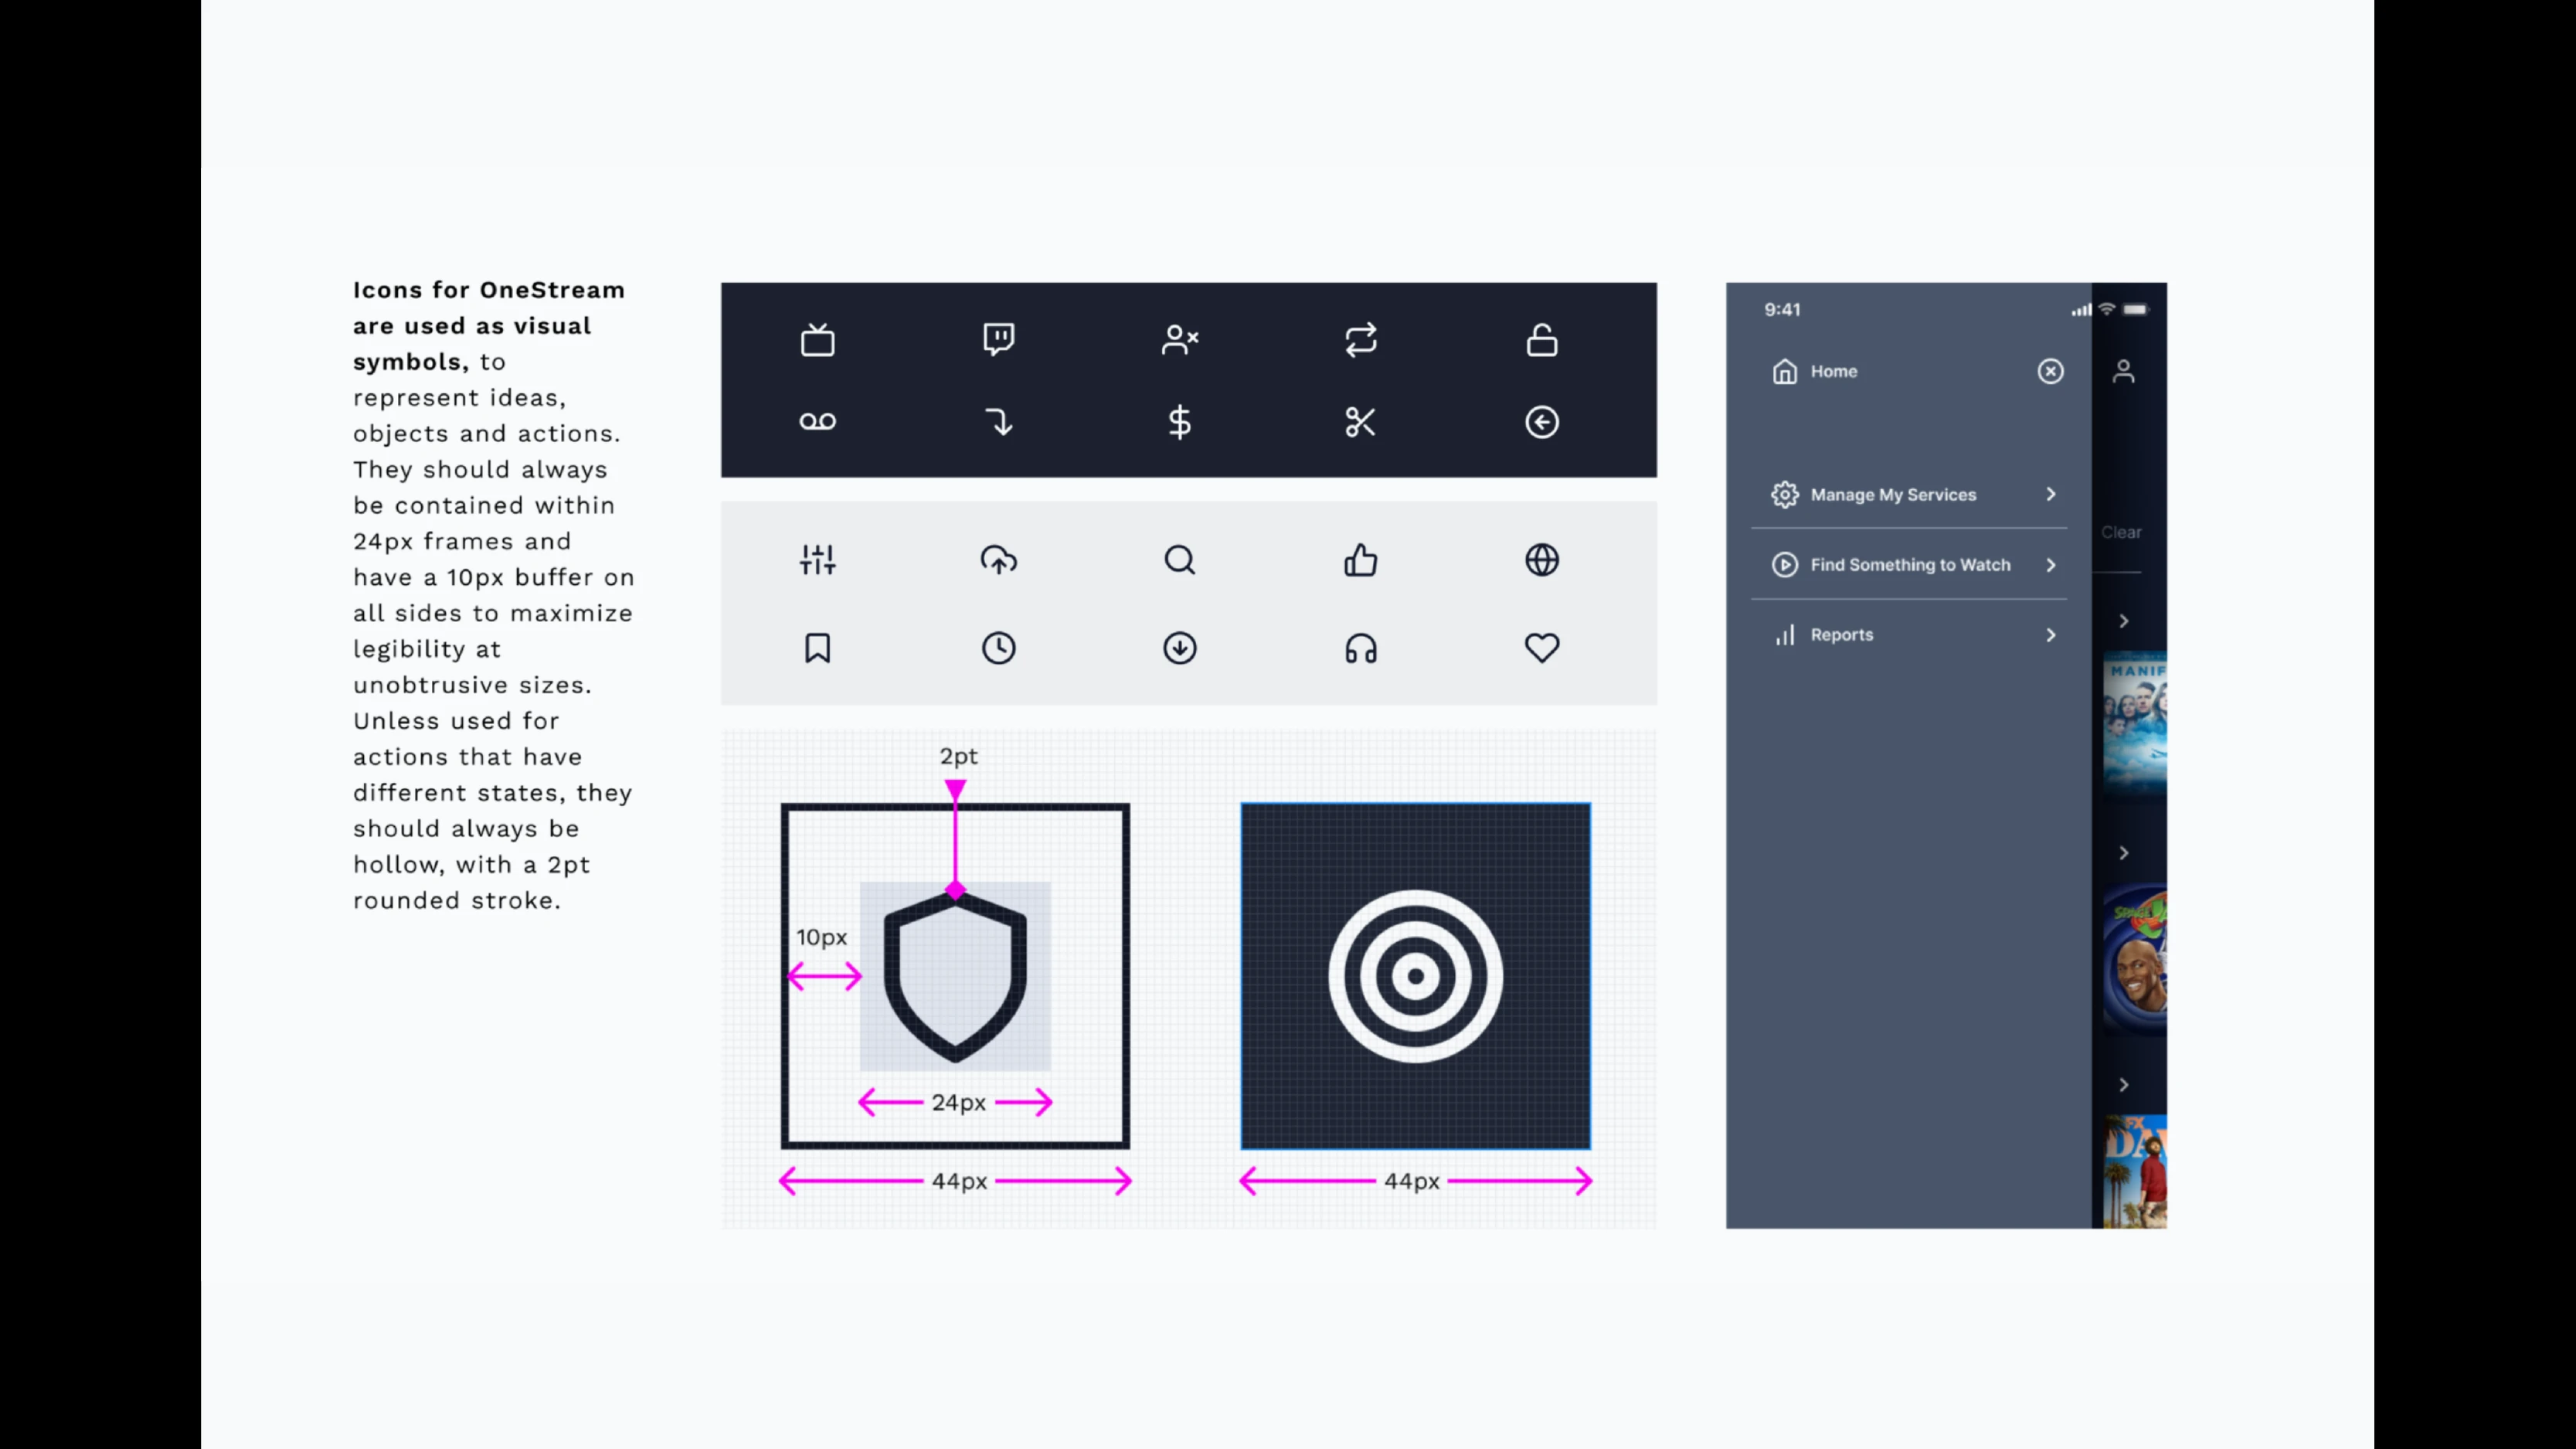 Icons for OneStream
are used as visual
symbols, to
represent ideas,
objects and actions.
They should always
be contained within
24px frames and
have a 10px buffer on
all sides to maximize
legibility at
unobtrusive sizes.
Unless used for
actions that have
different states, they
should always be
hollow, with a 2pt
rounded stroke.
2pt
10px
24px
44px
44px
9:41
Home
Manage My Services
Find Something to Watch
Reports
Clear
MANIF
SPACE
FX
DA